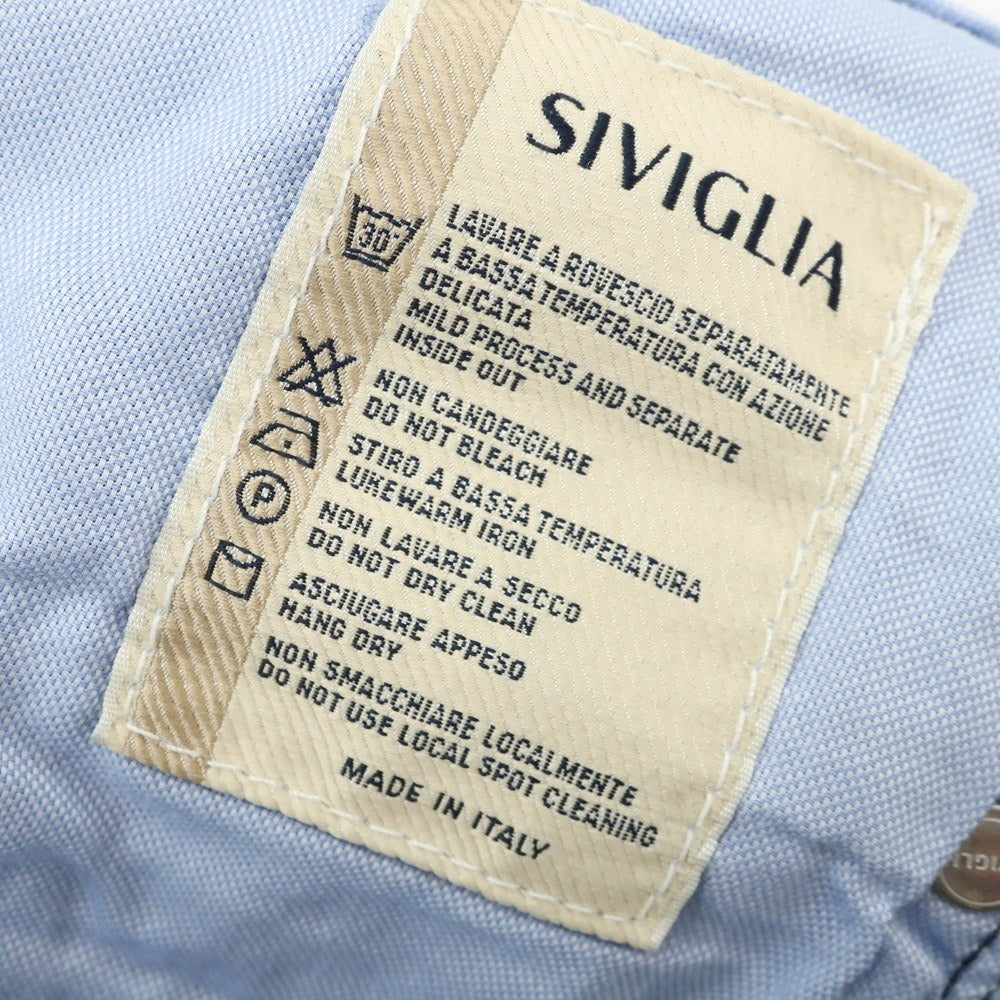 SIVIGLIA
30°
LAVARE A ROVESCIO SEPARATAMENTE
A BASSA TEMPERATURA CON AZIONE
DELICATA
MILD PROCESS AND SEPARATE
INSIDE OUT
NON CANDEGGIARE
DO NOT BLEACH
STIRO A BASSA TEMPERATURA
LUKEWARM IRON
P
NON LAVARE A SECCO
DO NOT DRY CLEAN
ASCIUGARE APPESO
HANG DRY
NON SMACCHIARE LOCALMENTE
DO NOT USE LOCAL SPOT CLEANING
MADE IN ITALY